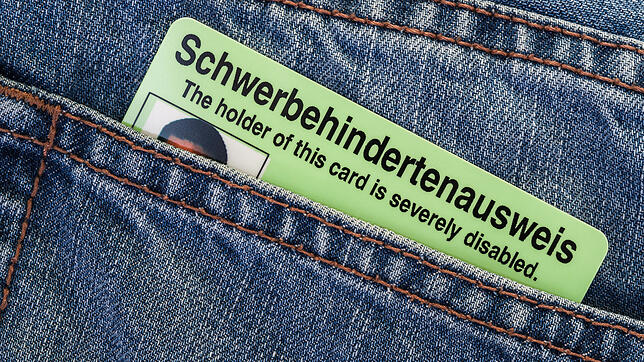 Schwerbehindertenausweis
The holder of this card is severely disabled.